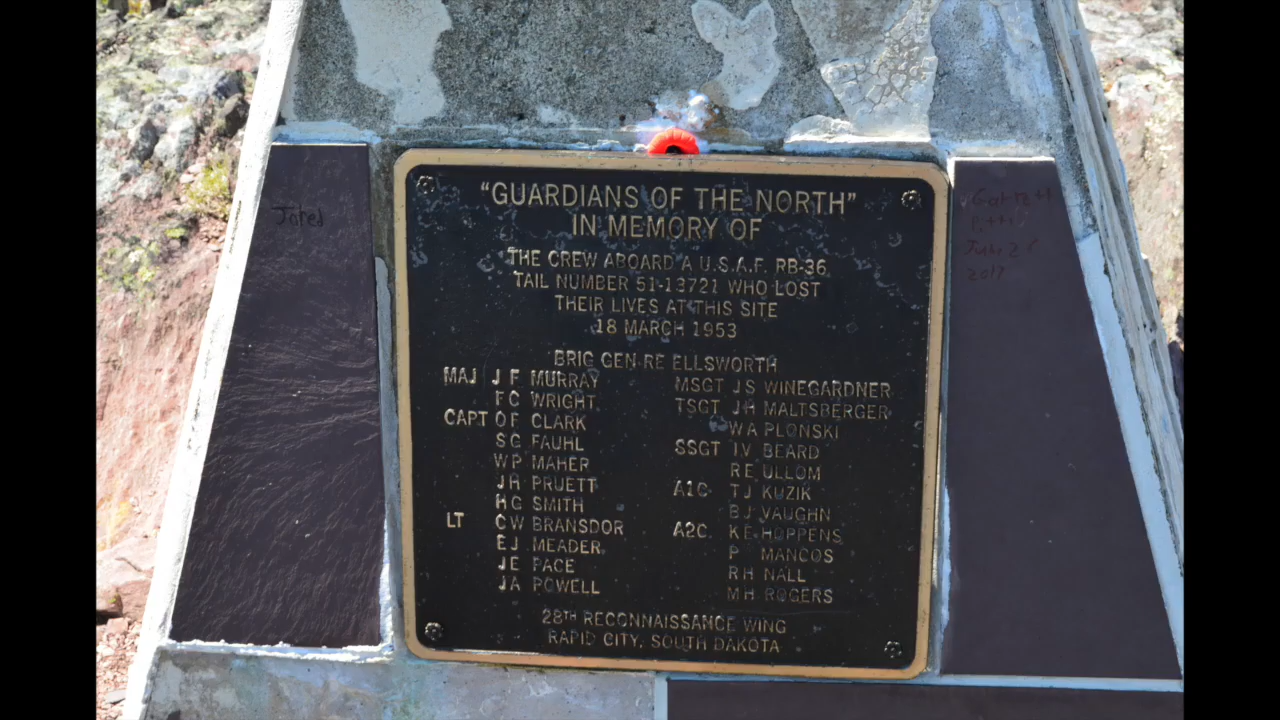 "GUARDIANS OF THE NORTH"
IN MEMORY OF
THE CREW ABOARD A U.S.A.F. RB-36
TAIL NUMBER 51-13721 WHO LOST
THEIR LIVES AT THIS SITE
18 MARCH 1953
BRIG GEN RE ELLSWORTH
MAJ J F MURRAY
F C WRIGHT
CAPT O F CLARK
S G FAUHL
W P MAHER
J R PRUETT
H G SMITH
LT C W BRANSDOR
E J MEADER
J E PACE
J A POWELL
MSGT J S WINEGARDNER
TSGT J H MALTSBERGER
W A PLONSKI
SSGT I V BEARD
R E ULLOM
A1C T J KUZIK
B J VAUGHN
A2C. K E HOPPENS
P MANCOS
R H NALL
M H ROGERS
28TH RECONNAISSANCE WING
RAPID CITY, SOUTH DAKOTA
Jared
2017